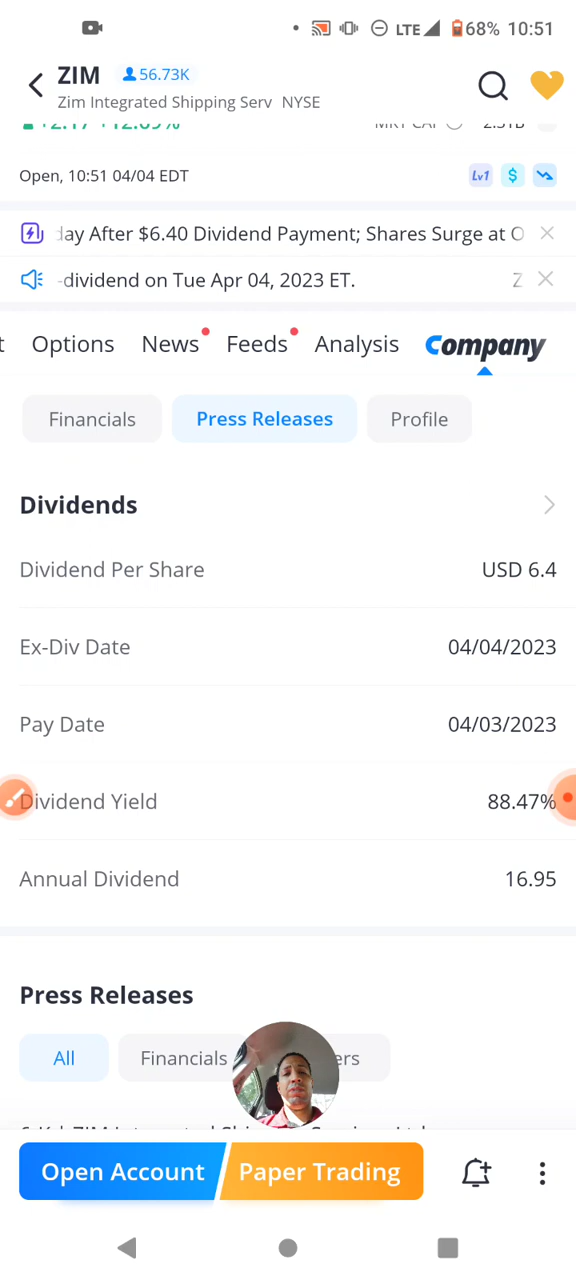 LTE 68% 10:51
ZIM 56.73K
Zim Integrated Shipping Serv NYSE
Open, 10:51 04/04 EDT Lv1 $
day After $6.40 Dividend Payment; Shares Surge at O
-dividend on Tue Apr 04, 2023 ET. Z
t Options News Feeds Analysis Company
Financials Press Releases Profile
Dividends
Dividend Per Share USD 6.4
Ex-Div Date 04/04/2023
Pay Date 04/03/2023
Dividend Yield 88.47%
Annual Dividend 16.95
Press Releases
All Financials ers
Open Account Paper Trading